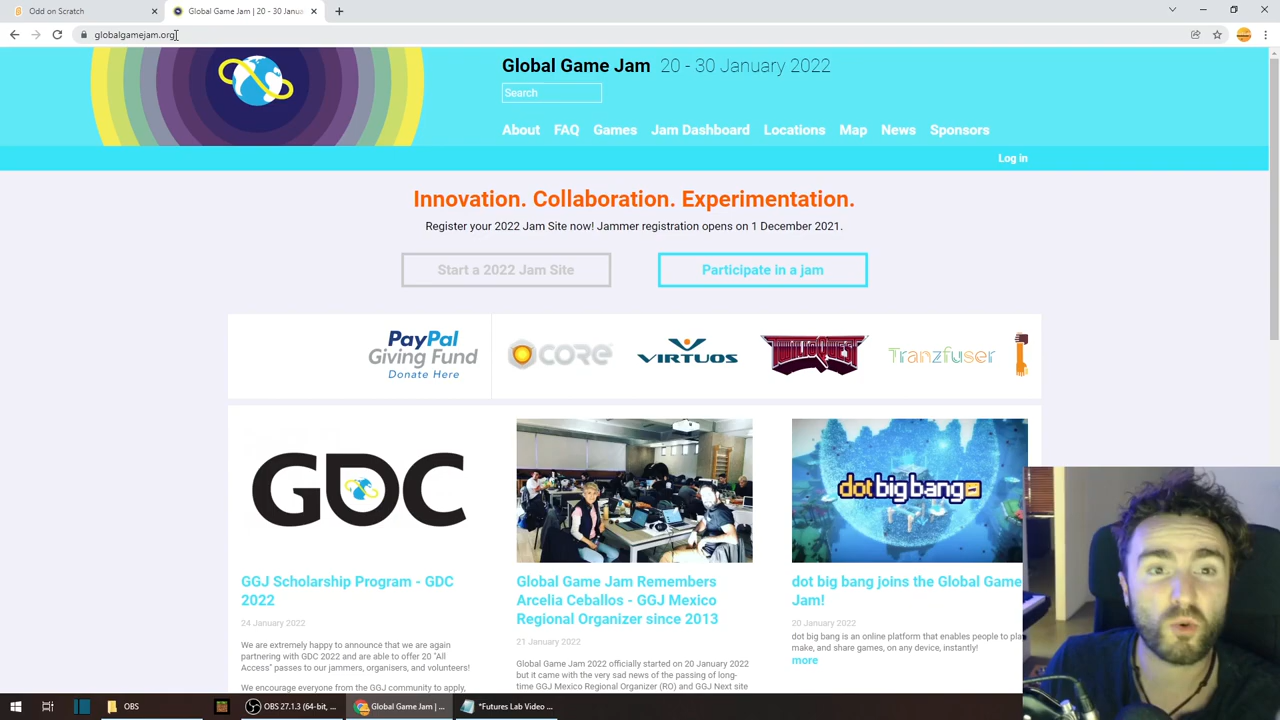 Odd on Scratch
Global Game Jam | 20 - 30 Janua
globalgamejam.org
Global Game Jam 20 - 30 January 2022
Search
About FAQ Games Jam Dashboard Locations Map News Sponsors
Log in
Innovation. Collaboration. Experimentation.
Register your 2022 Jam Site now! Jammer registration opens on 1 December 2021.
Start a 2022 Jam Site
Participate in a jam
PayPal
Giving Fund
Donate Here
CORE
VIRTUOS
TWILIOQUEST
Tranzfuser
GDC
dot big bang
GGJ Scholarship Program - GDC
2022
24 January 2022
We are extremely happy to announce that we are again
partnering with GDC 2022 and are able to offer 20 "All
Access" passes to our jammers, organisers, and volunteers!
We encourage everyone from the GGJ community to apply,
Global Game Jam Remembers
Arcelia Ceballos - GGJ Mexico
Regional Organizer since 2013
21 January 2022
Global Game Jam 2022 officially started on 20 January 2022
but it came with the very sad news of the passing of long-
time GGJ Mexico Regional Organizer (RO) and GGJ Next site
dot big bang joins the Global Game
Jam!
20 January 2022
dot big bang is an online platform that enables people to pla
make, and share games, on any device, instantly!
more
OBS
OBS 27.1.3 (64-bit, ...
Global Game Jam | ...
*Futures Lab Video ...